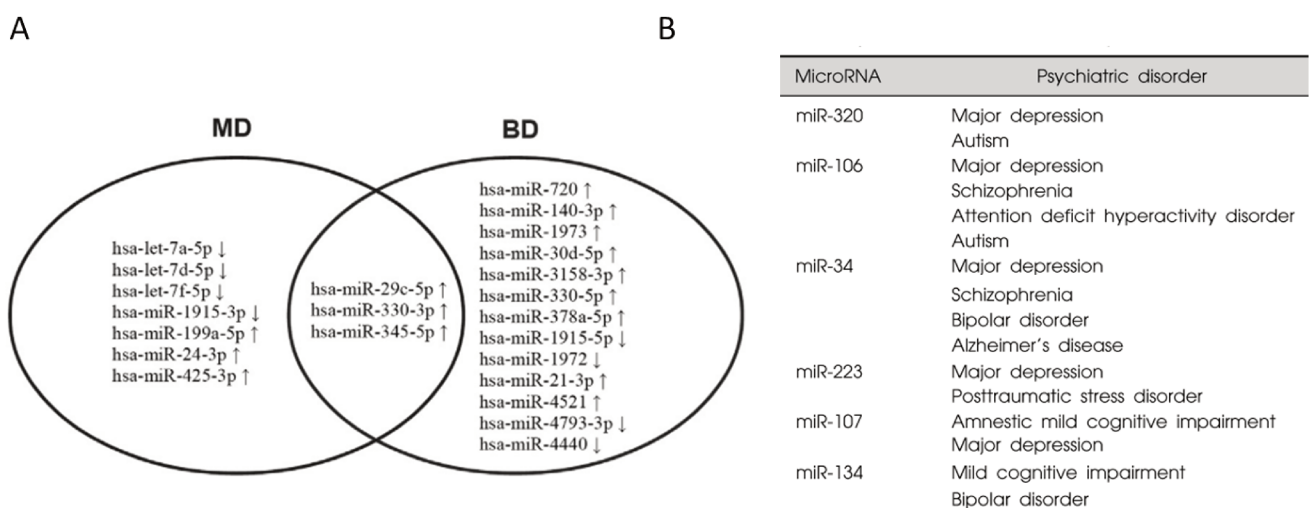 A
MD
BD
hsa-let-7a-5p ↓
hsa-let-7d-5p ↓
hsa-let-7f-5p ↓
hsa-miR-1915-3p ↓
hsa-miR-199a-5p ↑
hsa-miR-24-3p ↑
hsa-miR-425-3p ↑
hsa-miR-29c-5p ↑
hsa-miR-330-3p ↑
hsa-miR-345-5p ↑
hsa-miR-720 ↑
hsa-miR-140-3p ↑
hsa-miR-1973 ↑
hsa-miR-30d-5p ↑
hsa-miR-3158-3p ↑
hsa-miR-330-5p ↑
hsa-miR-378a-5p ↑
hsa-miR-1915-5p ↓
hsa-miR-1972 ↓
hsa-miR-21-3p ↑
hsa-miR-4521 ↑
hsa-miR-4793-3p ↓
hsa-miR-4440 ↓
B
MicroRNA Psychiatric disorder
miR-320 Major depression
Autism
miR-106 Major depression
Schizophrenia
Attention deficit hyperactivity disorder
Autism
miR-34 Major depression
Schizophrenia
Bipolar disorder
Alzheimer's disease
miR-223 Major depression
Posttraumatic stress disorder
miR-107 Amnestic mild cognitive impairment
Major depression
miR-134 Mild cognitive impairment
Bipolar disorder